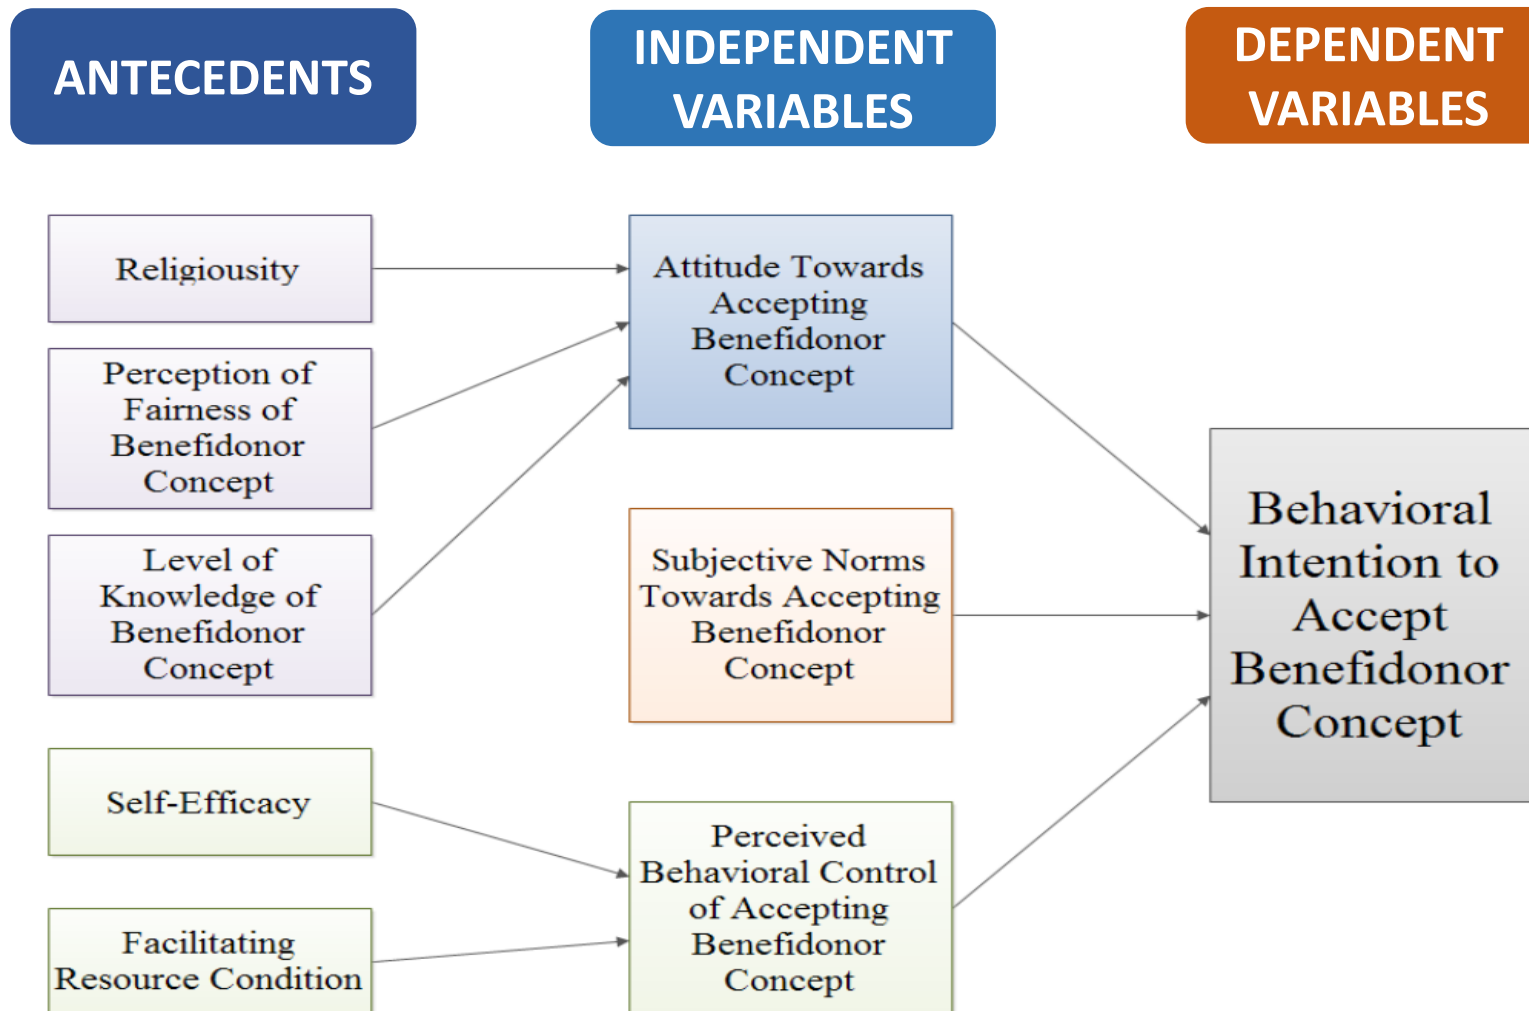 ANTECEDENTS
INDEPENDENT
VARIABLES
DEPENDENT
VARIABLES
Religiousity
Perception of
Fairness of
Benefidonor
Concept
Level of
Knowledge of
Benefidonor
Concept
Self-Efficacy
Facilitating
Resource Condition
Attitude Towards
Accepting
Benefidonor
Concept
Subjective Norms
Towards Accepting
Benefidonor
Concept
Perceived
Behavioral Control
of Accepting
Benefidonor
Concept
Behavioral
Intention to
Accept
Benefidonor
Concept